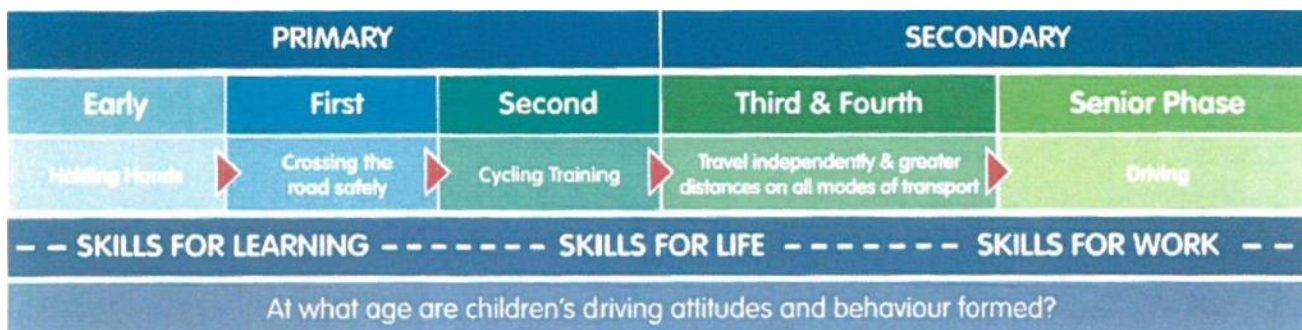 PRIMARY SECONDARY
Early First Second Third & Fourth Senior Phase
Holding Hands
Crossing the
road safely
Cycling Training
Travel independently & greater
distances on all modes of transport
Driving
– – SKILLS FOR LEARNING – – – – – – – SKILLS FOR LIFE – – – – – – – SKILLS FOR WORK – –
At what age are children's driving attitudes and behaviour formed?